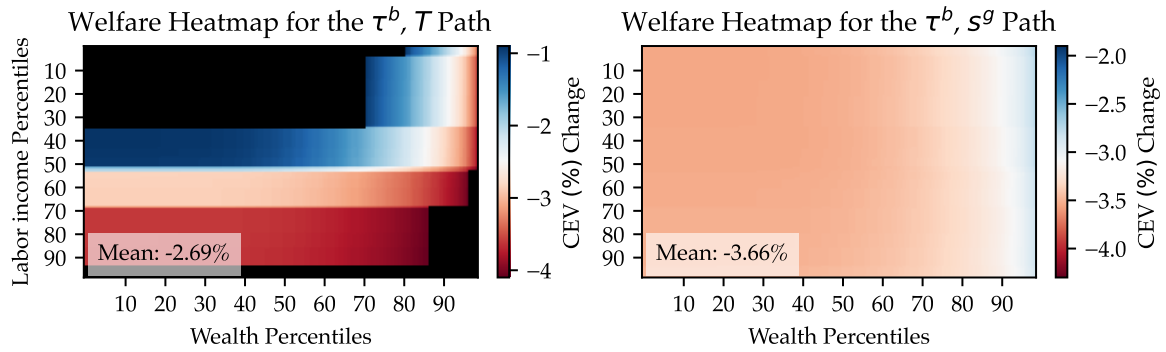 Welfare Heatmap for the τᵇ, T Path
Labor income Percentiles
10
20
30
40
50
60
70
80
90
Mean: -2.69%
10 20 30 40 50 60 70 80 90
Wealth Percentiles
−1
−2
−3
−4
CEV (%) Change
Welfare Heatmap for the τᵇ, sᵍ Path
10
20
30
40
50
60
70
80
90
Mean: -3.66%
10 20 30 40 50 60 70 80 90
Wealth Percentiles
−2.0
−2.5
−3.0
−3.5
−4.0
CEV (%) Change